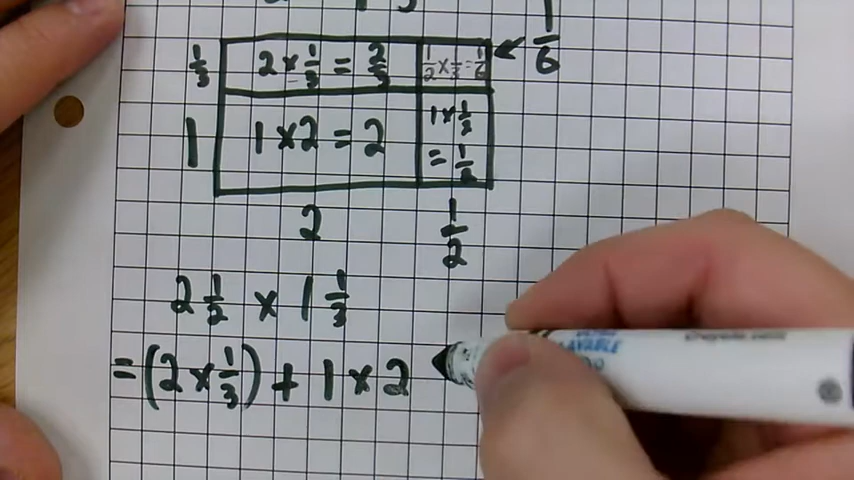 1/3 2 × 1/3 = 2/3 1/2 × 1/3 = 1/6 1/6
1 1 × 2 = 2 1 × 1/2
= 1/2
2 1/2
2 1/2 × 1 1/3
= (2 × 1/3) + 1 × 2